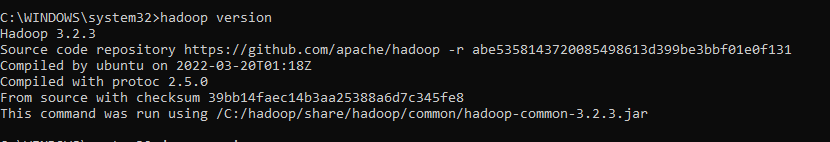 C:\WINDOWS\system32>hadoop version
Hadoop 3.2.3
Source code repository https://github.com/apache/hadoop -r abe5358143720085498613d399be3bbf01e0f131
Compiled by ubuntu on 2022-03-20T01:18Z
Compiled with protoc 2.5.0
From source with checksum 39bb14faec14b3aa25388a6d7c345fe8
This command was run using /C:/hadoop/share/hadoop/common/hadoop-common-3.2.3.jar